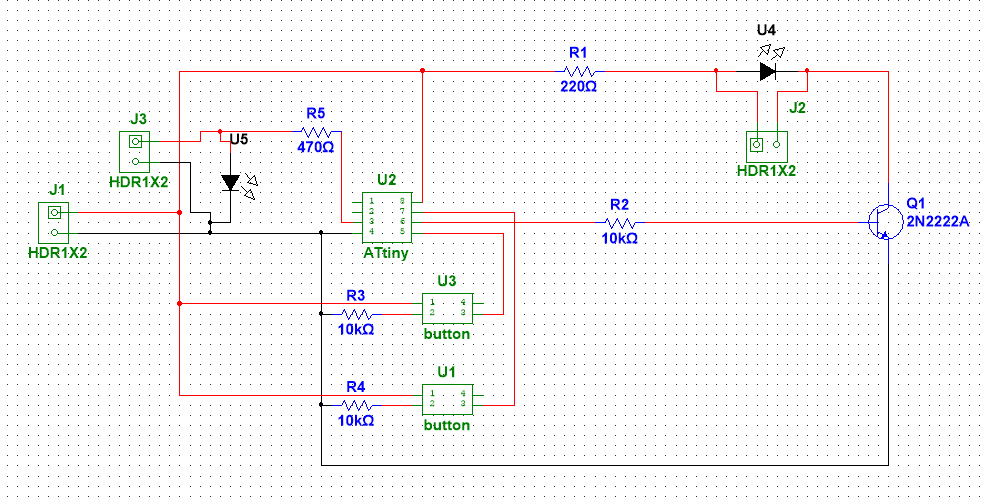 U4
R1
220Ω
J2
HDR1X2
J3
HDR1X2
U5
R5
470Ω
J1
HDR1X2
U2
1 8
2 7
3 6
4 5
ATtiny
R2
10kΩ
Q1
2N2222A
U3
1 4
2 3
button
R3
10kΩ
U1
1 4
2 3
button
R4
10kΩ